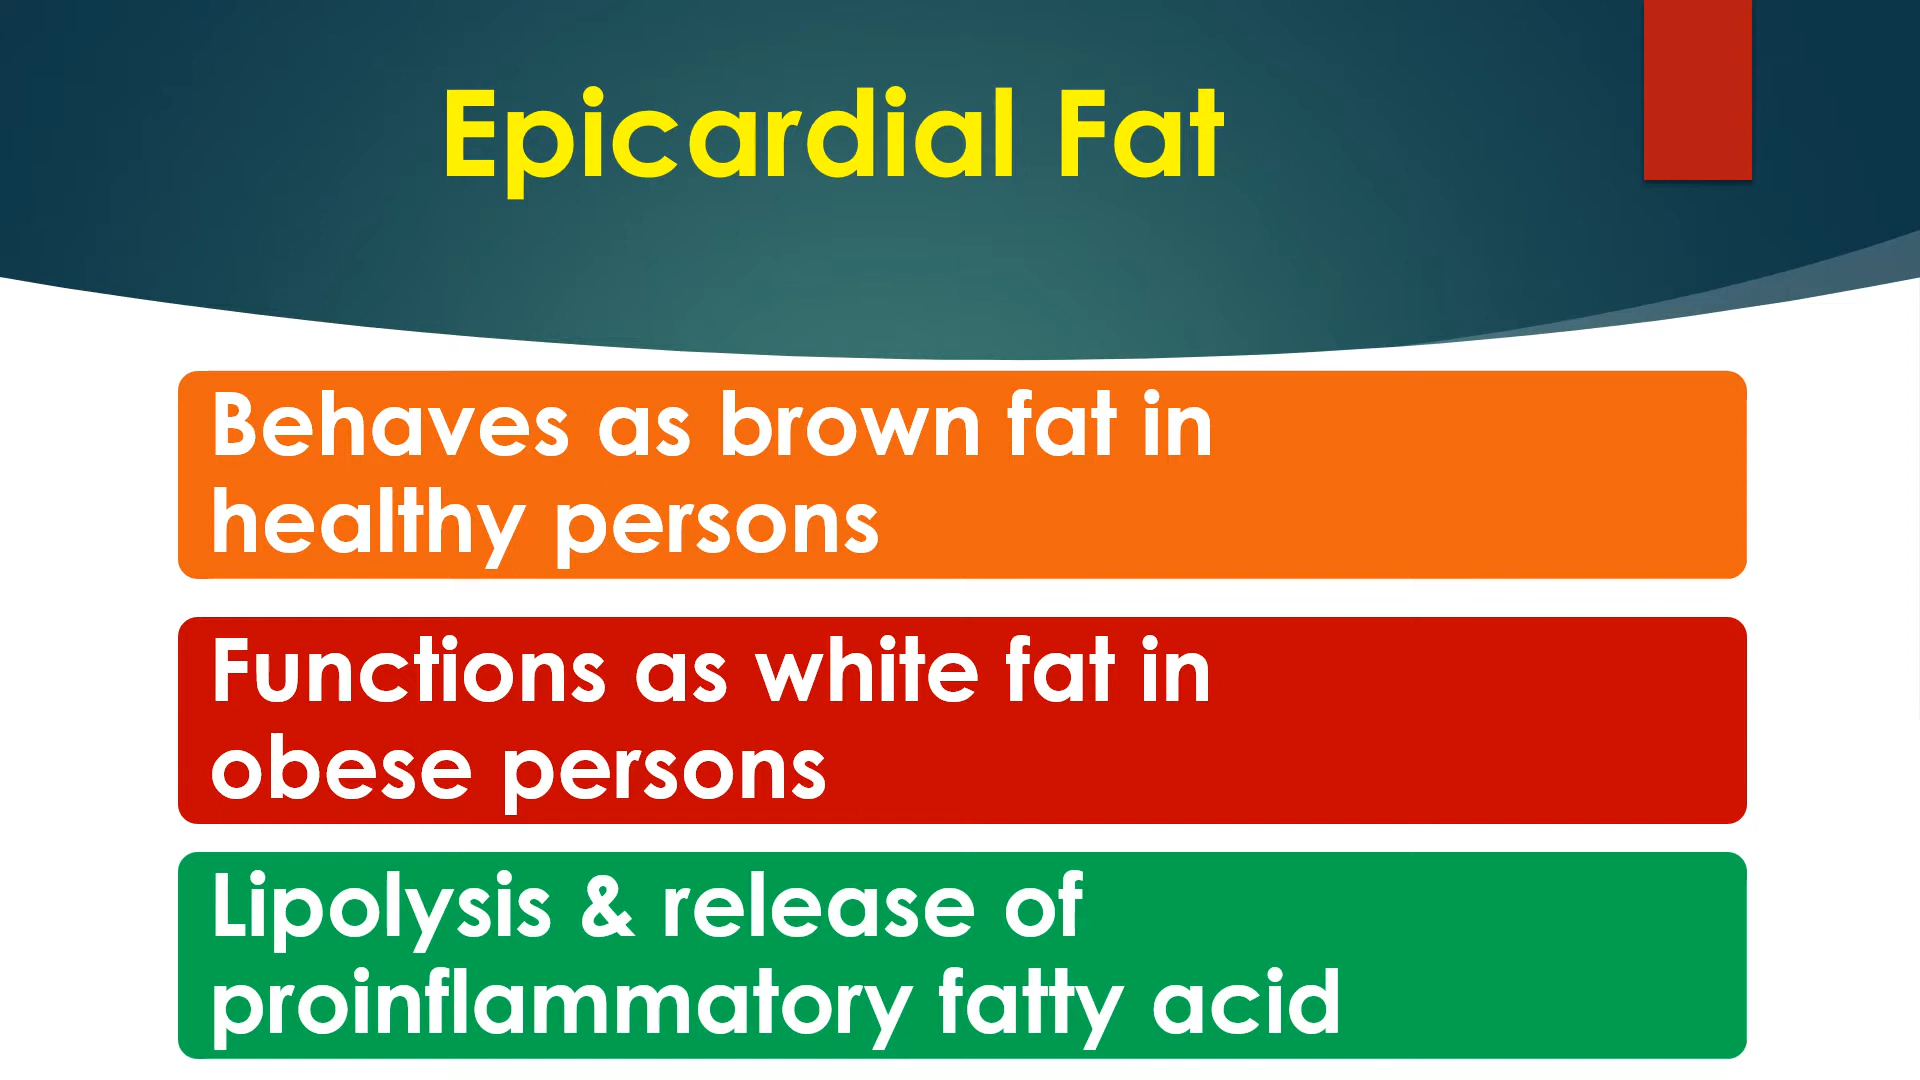 Epicardial Fat
Behaves as brown fat in
healthy persons
Functions as white fat in
obese persons
Lipolysis & release of
proinflammatory fatty acid